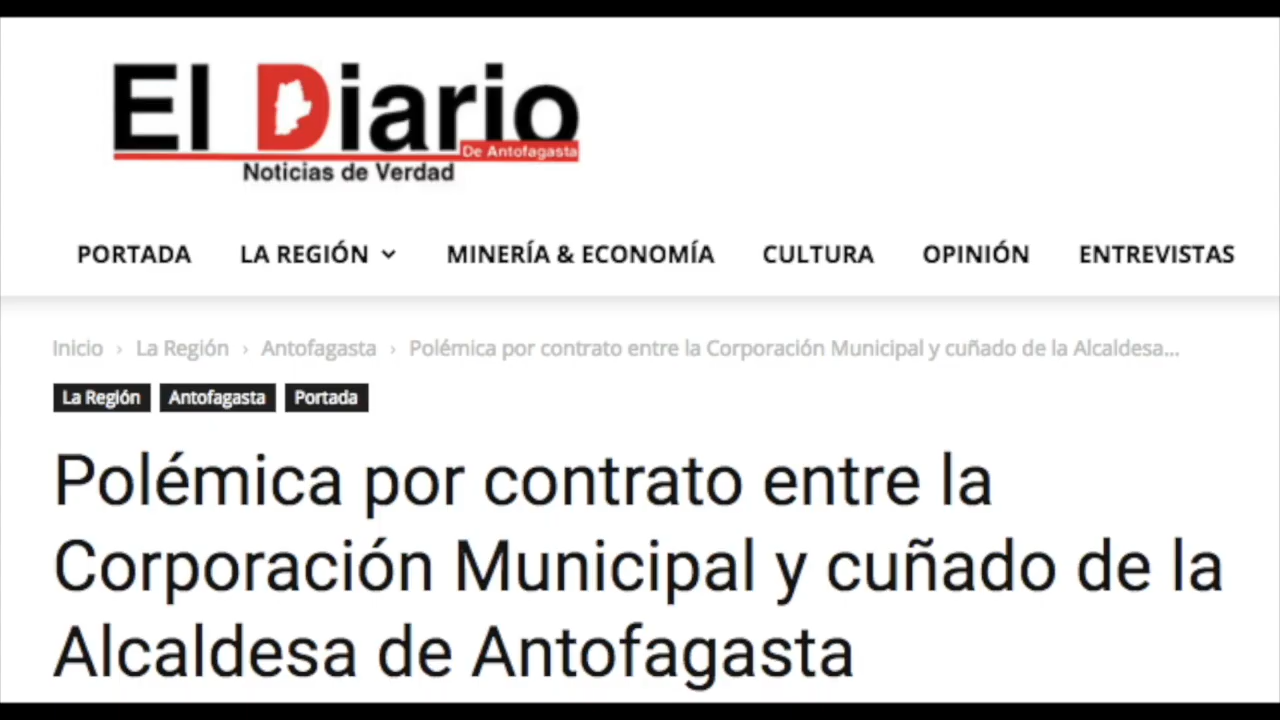 El Diario
De Antofagasta
Noticias de Verdad
PORTADA LA REGIÓN MINERÍA & ECONOMÍA CULTURA OPINIÓN ENTREVISTAS
Inicio › La Región › Antofagasta › Polémica por contrato entre la Corporación Municipal y cuñado de la Alcaldesa...
La Región Antofagasta Portada
Polémica por contrato entre la
Corporación Municipal y cuñado de la
Alcaldesa de Antofagasta